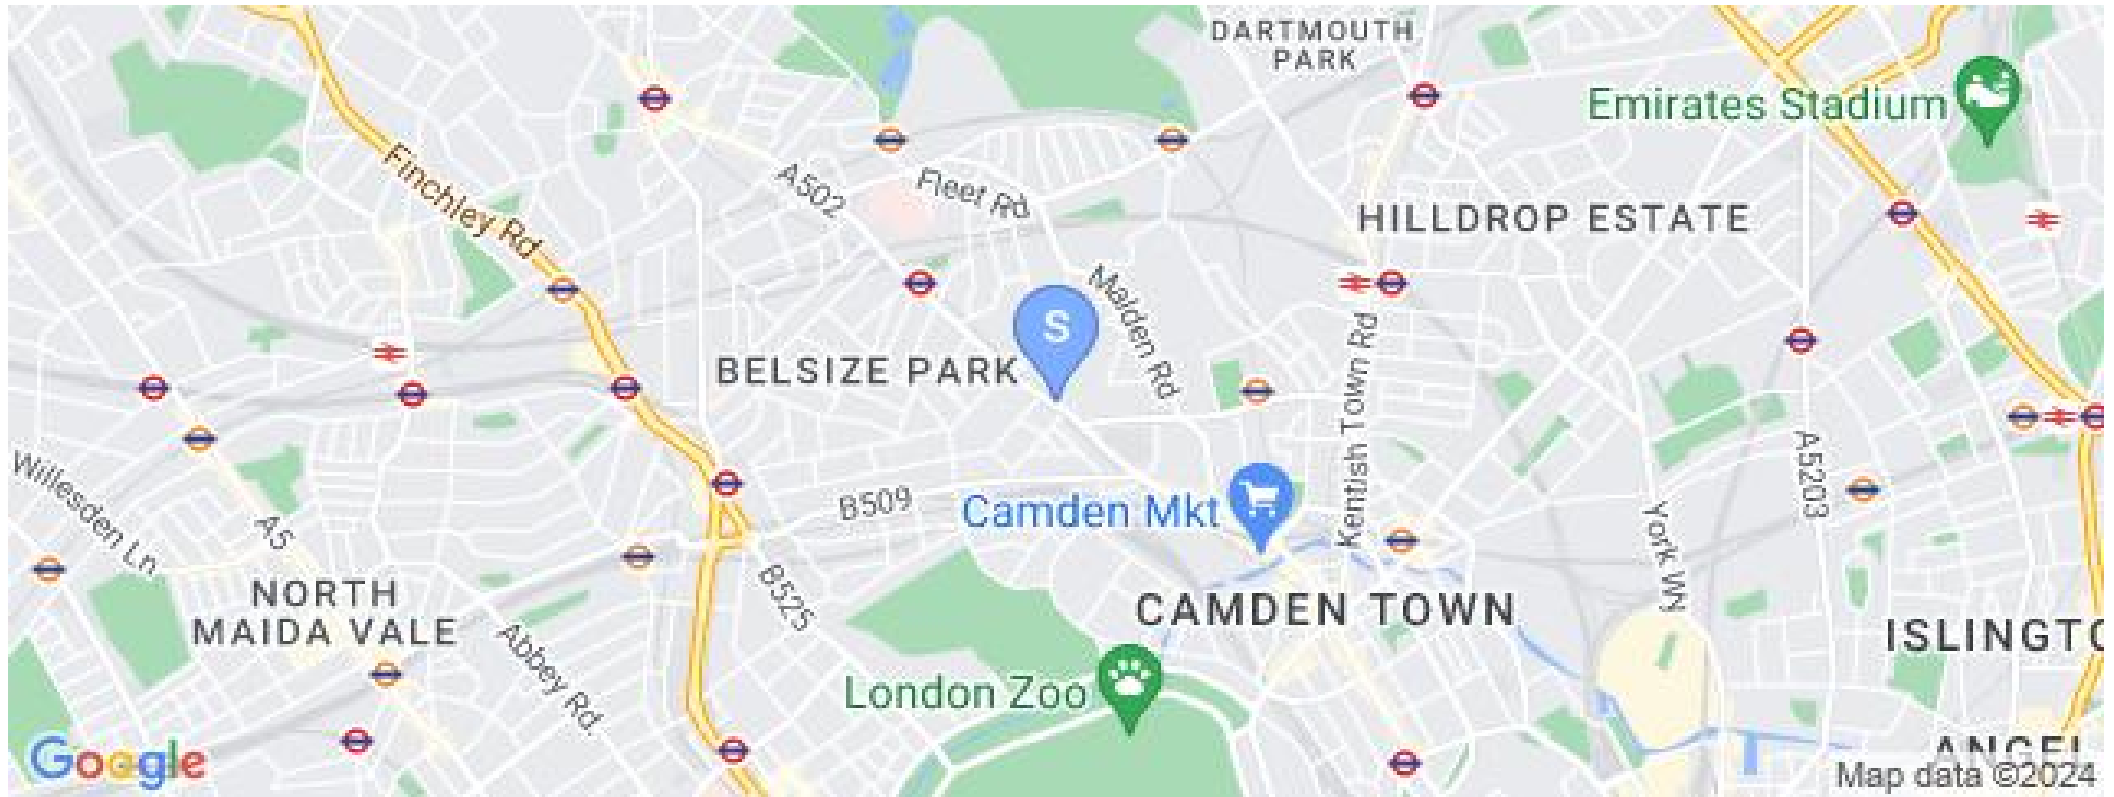 DARTMOUTH
PARK
Emirates Stadium
Finchley Rd
A502
Fleet Rd
HILLDROP ESTATE
Malden Rd
S
BELSIZE PARK
Kentish Town Rd
A5203
Willesden Ln
A5
B509
Camden Mkt
York Wy
NORTH
MAIDA VALE
B525
CAMDEN TOWN
Abbey Rd
ISLINGTO
London Zoo
Google
ANGEL
Map data ©2024